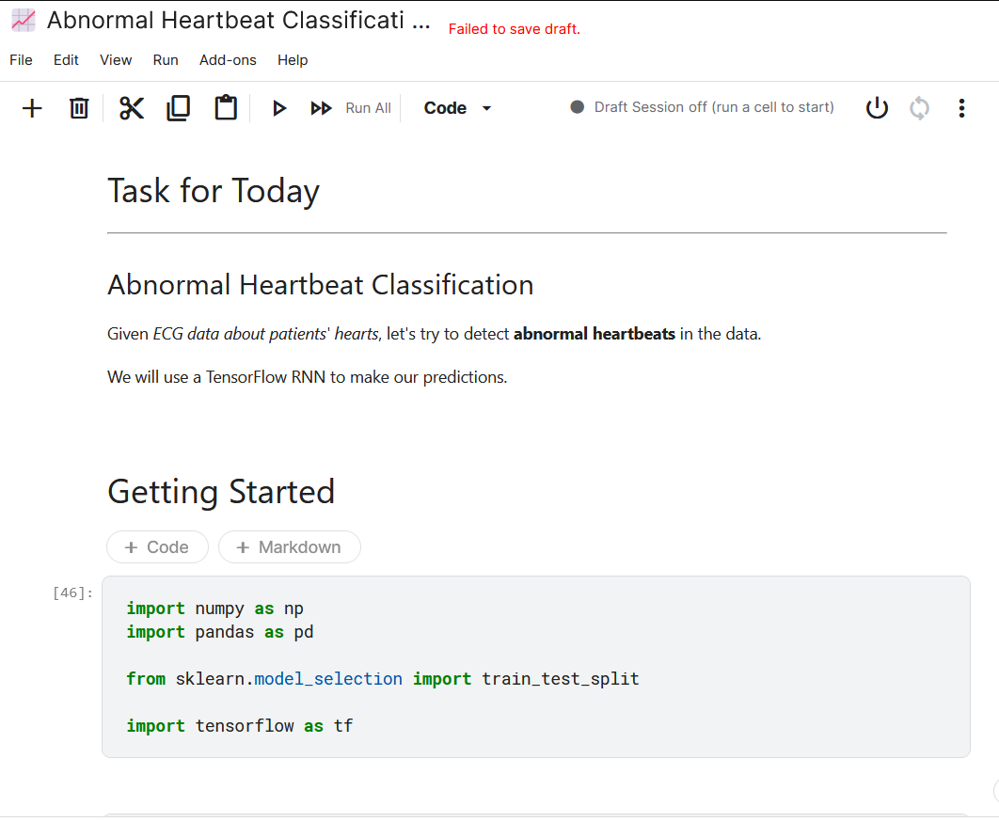 Abnormal Heartbeat Classificati ...
Failed to save draft.
File Edit View Run Add-ons Help
Run All Code Draft Session off (run a cell to start)
Task for Today
Abnormal Heartbeat Classification
Given ECG data about patients' hearts, let's try to detect abnormal heartbeats in the data.
We will use a TensorFlow RNN to make our predictions.
Getting Started
+ Code + Markdown
[46]:
import numpy as np
import pandas as pd
from sklearn.model_selection import train_test_split
import tensorflow as tf